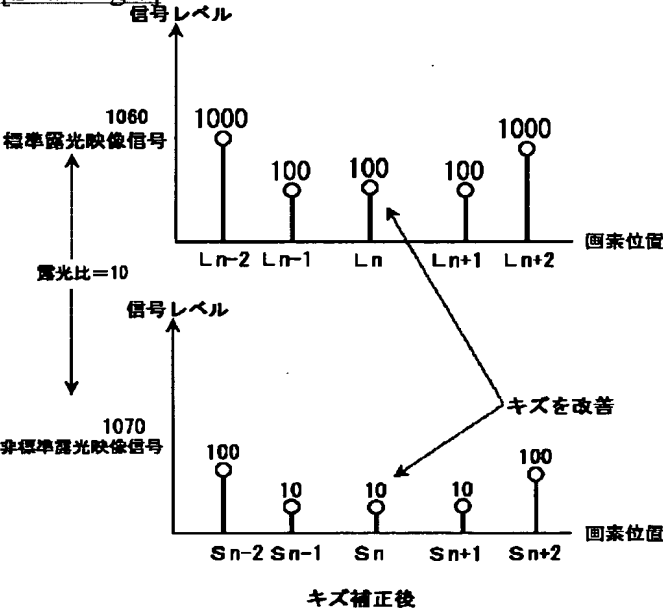 信号レベル
1060
標準露光映像信号
1000
100
100
100
1000
画素位置
Ln-2 Ln-1 Ln Ln+1 Ln+2
露光比=10
信号レベル
キズを改善
1070
非標準露光映像信号
100
10
10
10
100
画素位置
Sn-2 Sn-1 Sn Sn+1 Sn+2
キズ補正後